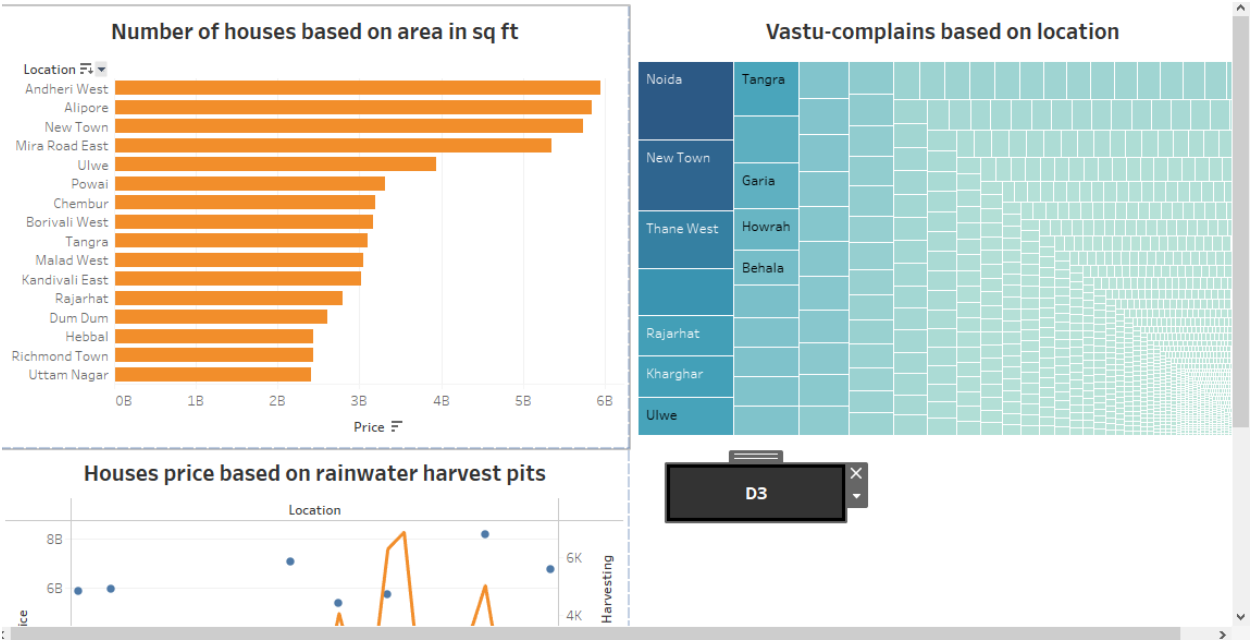 Number of houses based on area in sq ft
Location
Andheri West
Alipore
New Town
Mira Road East
Ulwe
Powai
Chembur
Borivali West
Tangra
Malad West
Kandivali East
Rajarhat
Dum Dum
Hebbal
Richmond Town
Uttam Nagar
0B 1B 2B 3B 4B 5B 6B
Price
Vastu-complains based on location
Noida
New Town
Thane West
Rajarhat
Kharghar
Ulwe
Tangra
Garia
Howrah
Behala
Houses price based on rainwater harvest pits
Location
8B
6B
6K
4K
Harvesting
D3